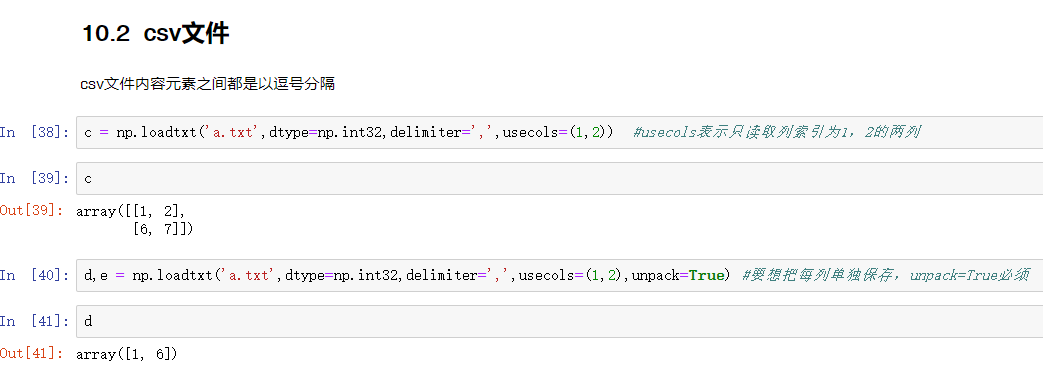 10.2 csv文件
csv文件内容元素之间都是以逗号分隔
In [38]: c = np.loadtxt('a.txt',dtype=np.int32,delimiter=',',usecols=(1,2)) #usecols表示只读取列索引为1，2的两列
In [39]: c
Out[39]: array([[1, 2],
[6, 7]])
In [40]: d,e = np.loadtxt('a.txt',dtype=np.int32,delimiter=',',usecols=(1,2),unpack=True) #要想把每列单独保存，unpack=True必须
In [41]: d
Out[41]: array([1, 6])